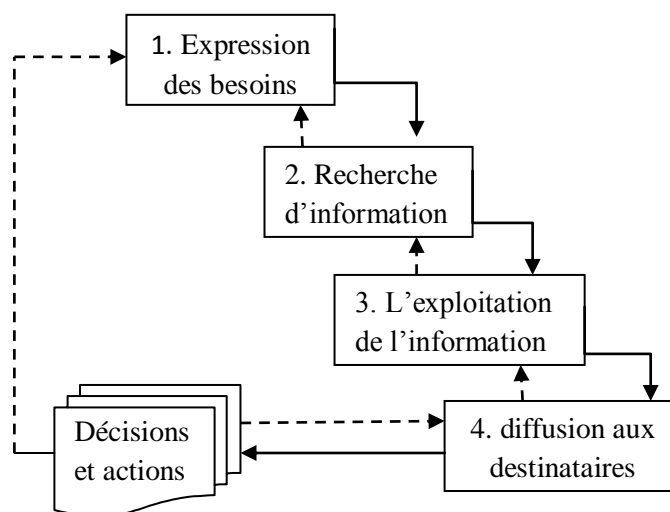 1. Expression
des besoins
2. Recherche
d’information
3. L’exploitation
de l’information
4. diffusion aux
destinataires
Décisions
et actions